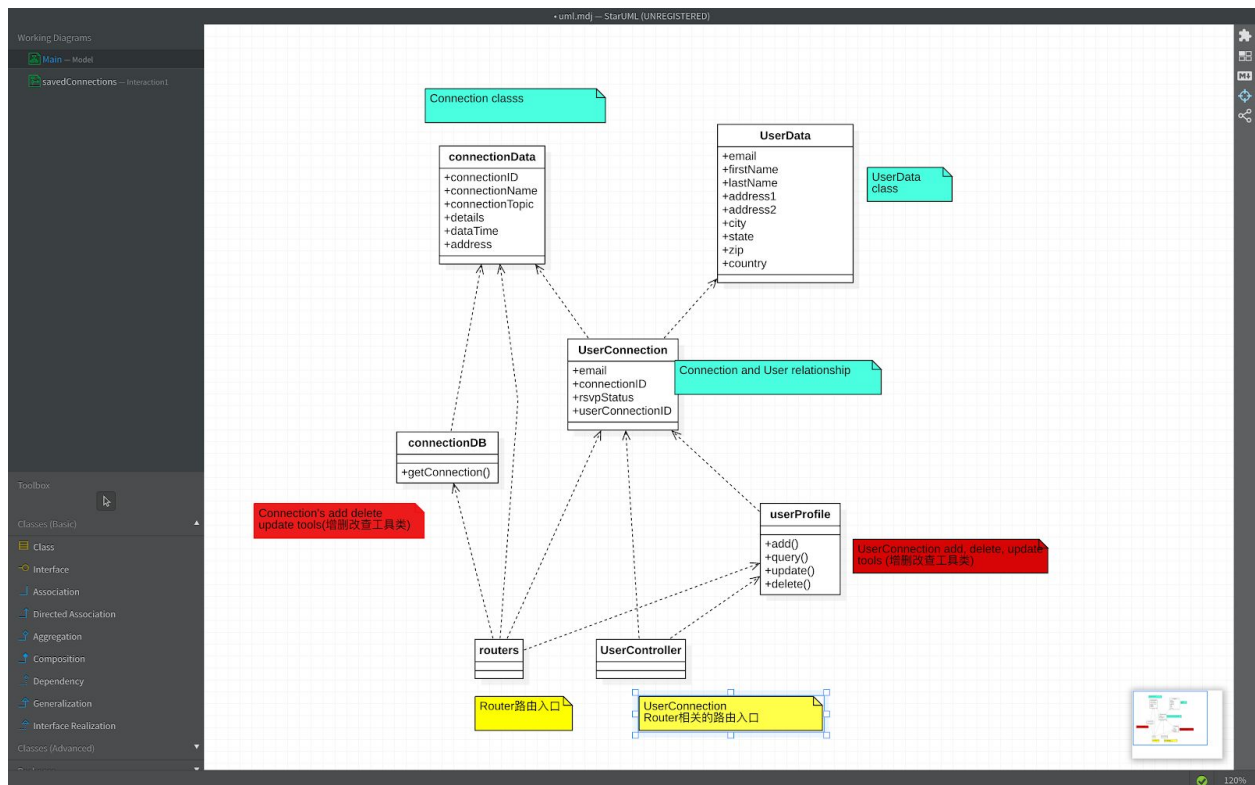 • uml.mdj — StarUML (UNREGISTERED)
Working Diagrams
Main — Model
savedConnections — Interaction1
Connection classs
connectionData
+connectionID
+connectionName
+connectionTopic
+details
+dataTime
+address
UserData
+email
+firstName
+lastName
+address1
+address2
+city
+state
+zip
+country
UserData
class
UserConnection
+email
+connectionID
+rsvpStatus
+userConnectionID
Connection and User relationship
connectionDB
+getConnection()
Connection's add delete
update tools(增删改查工具类)
userProfile
+add()
+query()
+update()
+delete()
UserConnection add, delete, update
tools (增删改查工具类)
routers
UserController
Router路由入口
UserConnection
Router相关的路由入口
Toolbox
Classes (Basic)
Class
Interface
Association
Directed Association
Aggregation
Composition
Dependency
Generalization
Interface Realization
Classes (Advanced)
M↓
120%